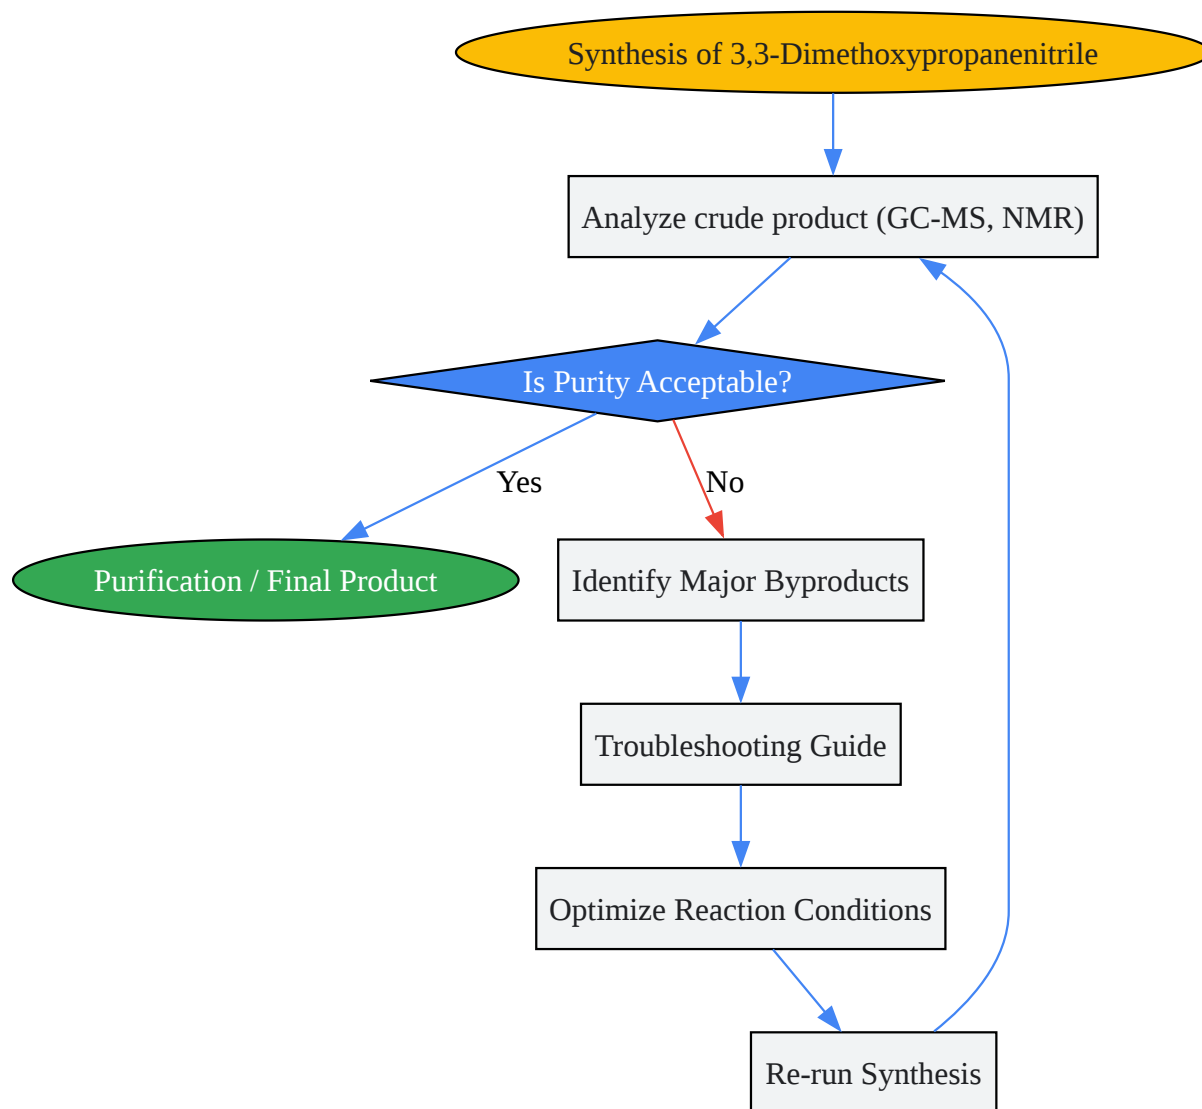 Synthesis of 3,3-Dimethoxypropanenitrile
Analyze crude product (GC-MS, NMR)
Is Purity Acceptable?
Yes
No
Purification / Final Product
Identify Major Byproducts
Troubleshooting Guide
Optimize Reaction Conditions
Re-run Synthesis